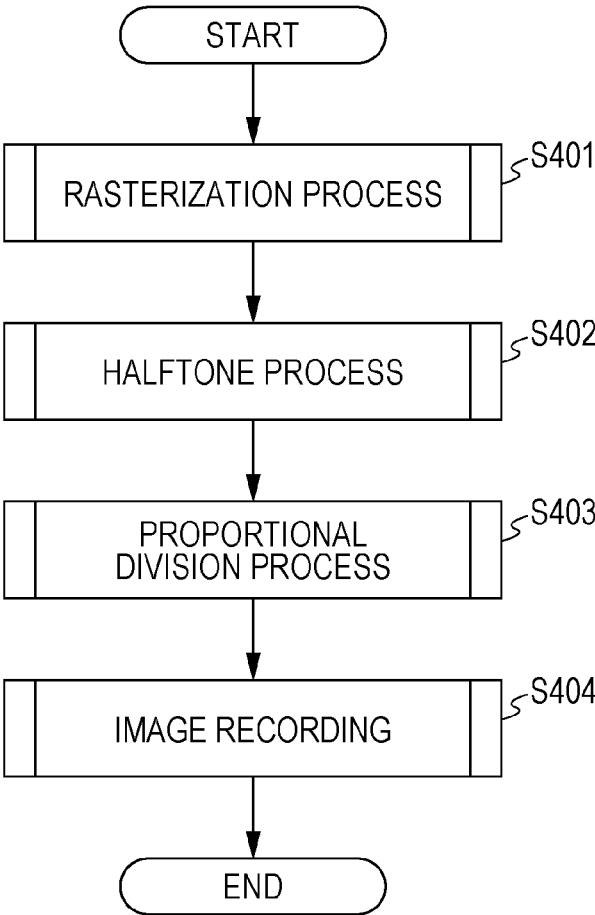 START
RASTERIZATION PROCESS
S401
HALFTONE PROCESS
S402
PROPORTIONAL
DIVISION PROCESS
S403
IMAGE RECORDING
S404
END